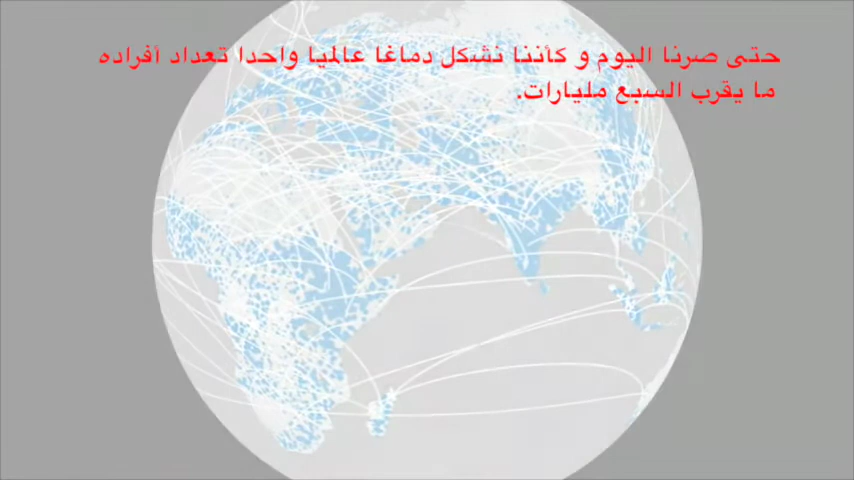 حتى صرنا اليوم و كأننا نشكل دماغا عالميا واحدا تعداد أفراده
ما يقرب السبع مليارات.